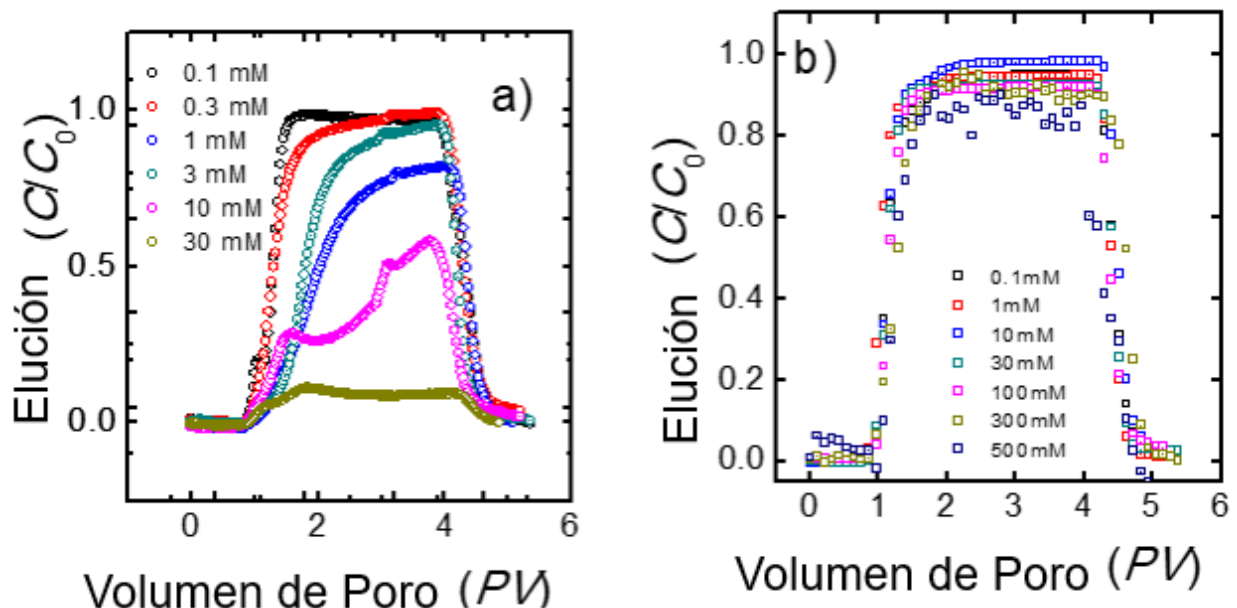 a)
0.1 mM
0.3 mM
1 mM
3 mM
10 mM
30 mM
Elución (C/C₀)
1.0
0.5
0.0
0 2 4 6
Volumen de Poro (PV)
b)
Elución (C/C₀)
1.0
0.8
0.6
0.4
0.2
0.0
0.1mM
1mM
10mM
30mM
100mM
300mM
500mM
0 1 2 3 4 5 6
Volumen de Poro (PV)